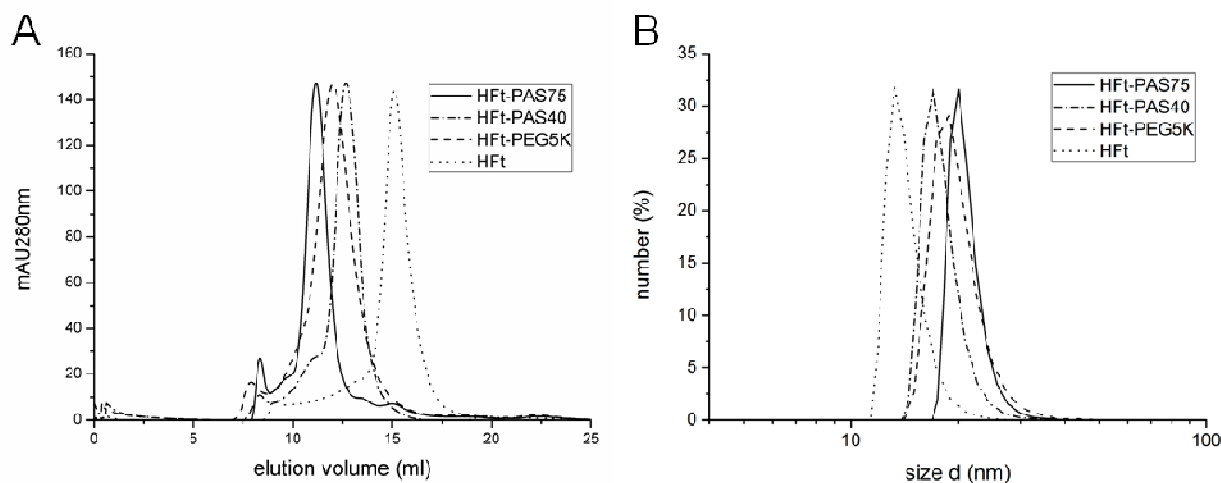 A
160
140
120
100
80
60
40
20
0
mAU280nm
0 5 10 15 20 25
elution volume (ml)
HFt-PAS75
HFt-PAS40
HFt-PEG5K
HFt
B
35
30
25
20
15
10
5
0
number (%)
10 100
size d (nm)
HFt-PAS75
HFt-PAS40
HFt-PEG5K
HFt